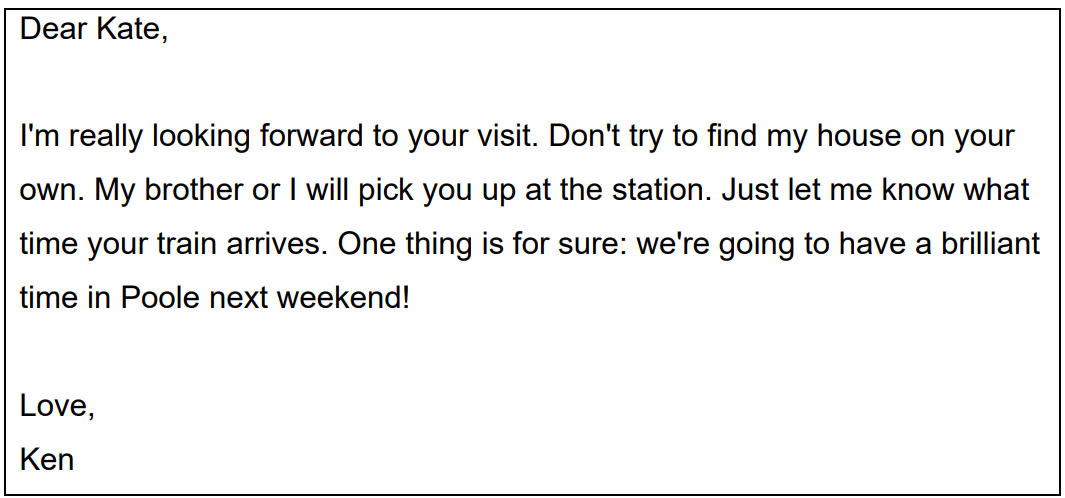 Dear Kate,
I'm really looking forward to your visit. Don't try to find my house on your
own. My brother or I will pick you up at the station. Just let me know what
time your train arrives. One thing is for sure: we're going to have a brilliant
time in Poole next weekend!
Love,
Ken